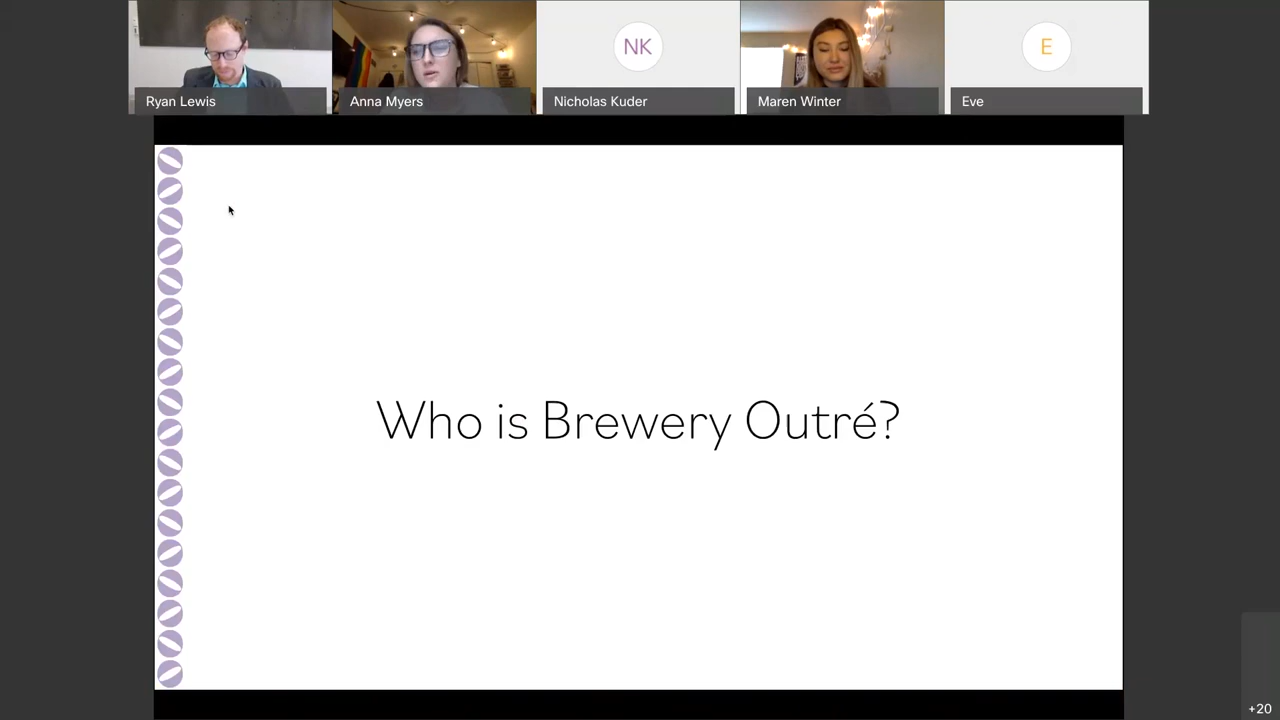 Ryan Lewis
Anna Myers
NK
Nicholas Kuder
Maren Winter
E
Eve
Who is Brewery Outré?
+20